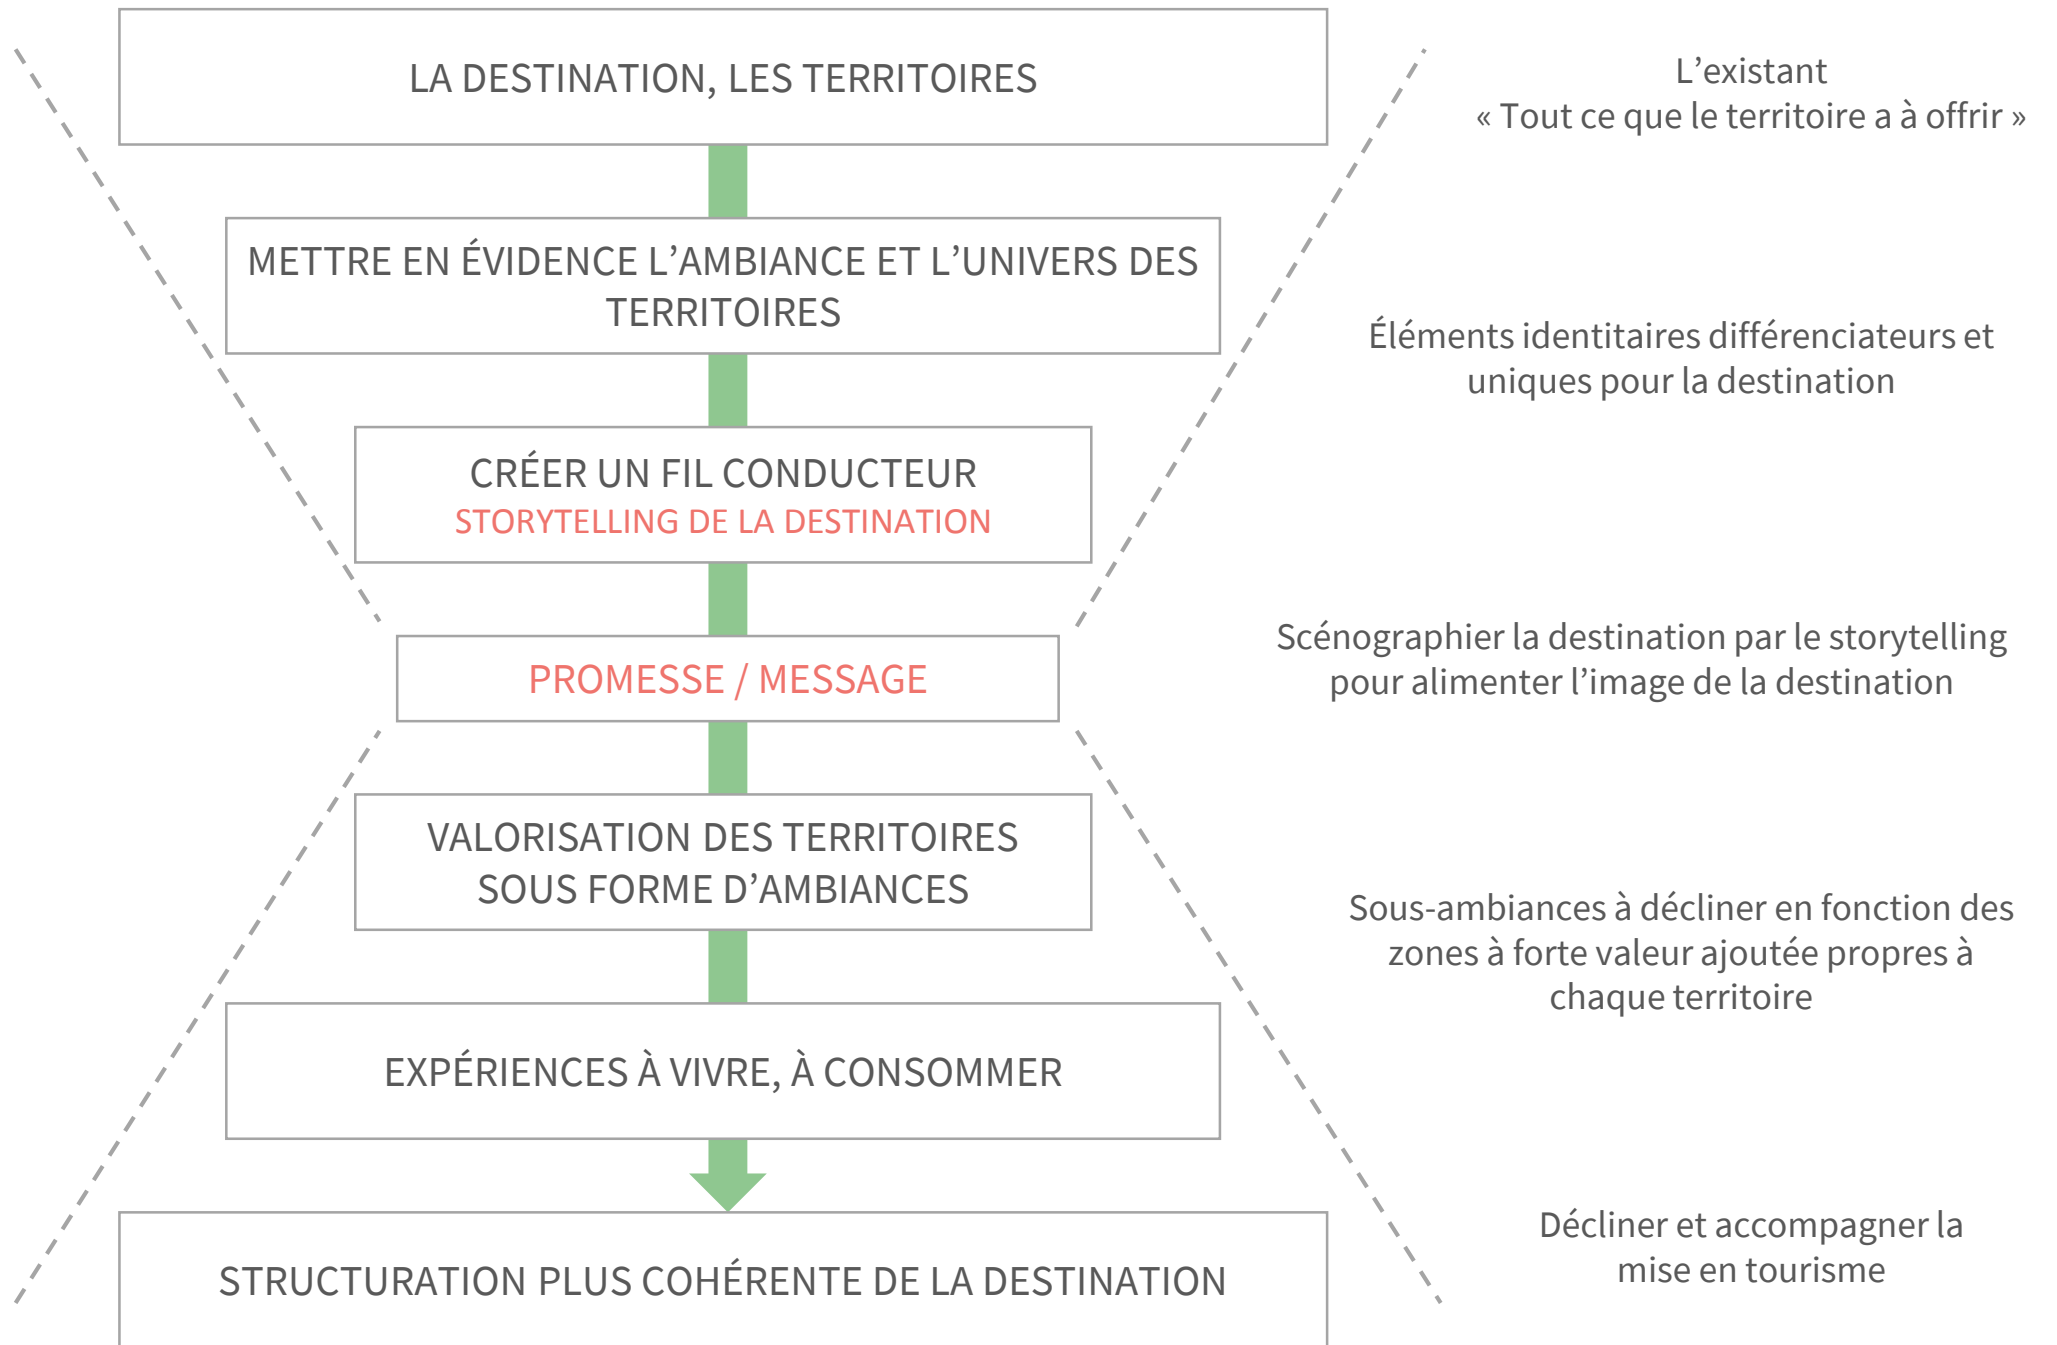 LA DESTINATION, LES TERRITOIRES
L’existant
« Tout ce que le territoire a à offrir »
METTRE EN ÉVIDENCE L’AMBIANCE ET L’UNIVERS DES
TERRITOIRES
Éléments identitaires différenciateurs et
uniques pour la destination
CRÉER UN FIL CONDUCTEUR
STORYTELLING DE LA DESTINATION
PROMESSE / MESSAGE
Scénographier la destination par le storytelling
pour alimenter l’image de la destination
VALORISATION DES TERRITOIRES
SOUS FORME D’AMBIANCES
Sous-ambiances à décliner en fonction des
zones à forte valeur ajoutée propres à
chaque territoire
EXPÉRIENCES À VIVRE, À CONSOMMER
STRUCTURATION PLUS COHÉRENTE DE LA DESTINATION
Décliner et accompagner la
mise en tourisme